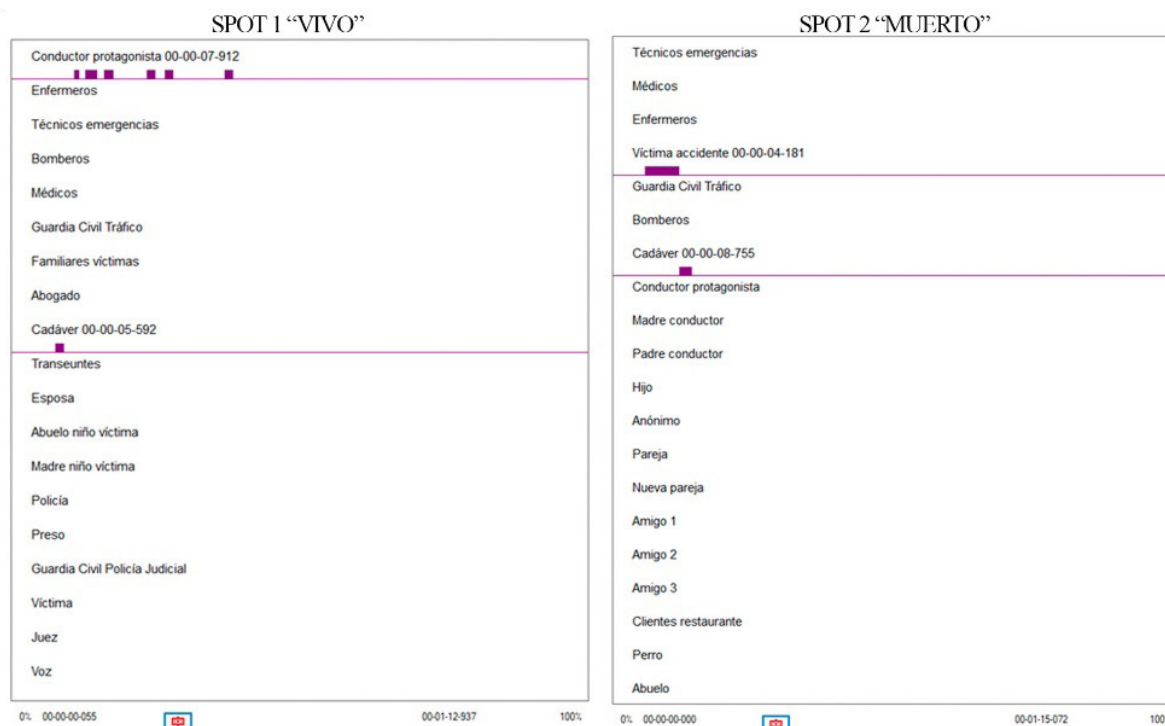 SPOT 1 “VIVO”
Conductor protagonista 00-00-07-912
Enfermeros
Técnicos emergencias
Bomberos
Médicos
Guardia Civil Tráfico
Familiares víctimas
Abogado
Cadáver 00-00-05-592
Transeuntes
Esposa
Abuelo niño víctima
Madre niño víctima
Policía
Preso
Guardia Civil Policía Judicial
Víctima
Juez
Voz
0% 00-00-00-055 00-01-12-937 100%
SPOT 2 “MUERTO”
Técnicos emergencias
Médicos
Enfermeros
Víctima accidente 00-00-04-181
Guardia Civil Tráfico
Bomberos
Cadáver 00-00-08-755
Conductor protagonista
Madre conductor
Padre conductor
Hijo
Anónimo
Pareja
Nueva pareja
Amigo 1
Amigo 2
Amigo 3
Clientes restaurante
Perro
Abuelo
0% 00-00-00-000 00-01-15-072